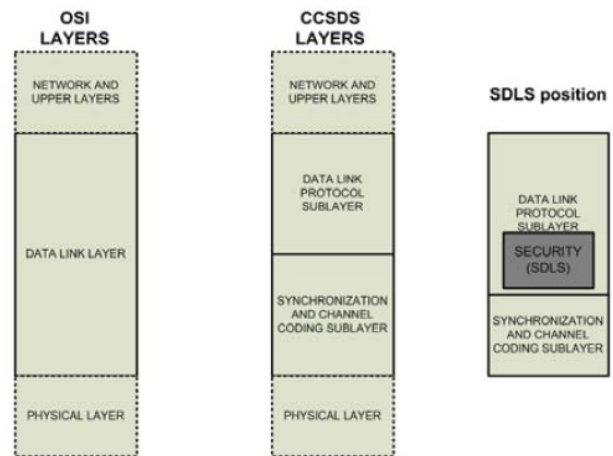 OSI
LAYERS
NETWORK AND
UPPER LAYERS
DATA LINK LAYER
PHYSICAL LAYER
CCSDS
LAYERS
NETWORK AND
UPPER LAYERS
DATA LINK
PROTOCOL
SUBLAYER
SYNCHRONIZATION
AND CHANNEL
CODING SUBLAYER
PHYSICAL LAYER
SDLS position
DATA LINK
PROTOCOL
SUBLAYER
SECURITY
(SDLS)
SYNCHRONIZATION
AND CHANNEL
CODING SUBLAYER